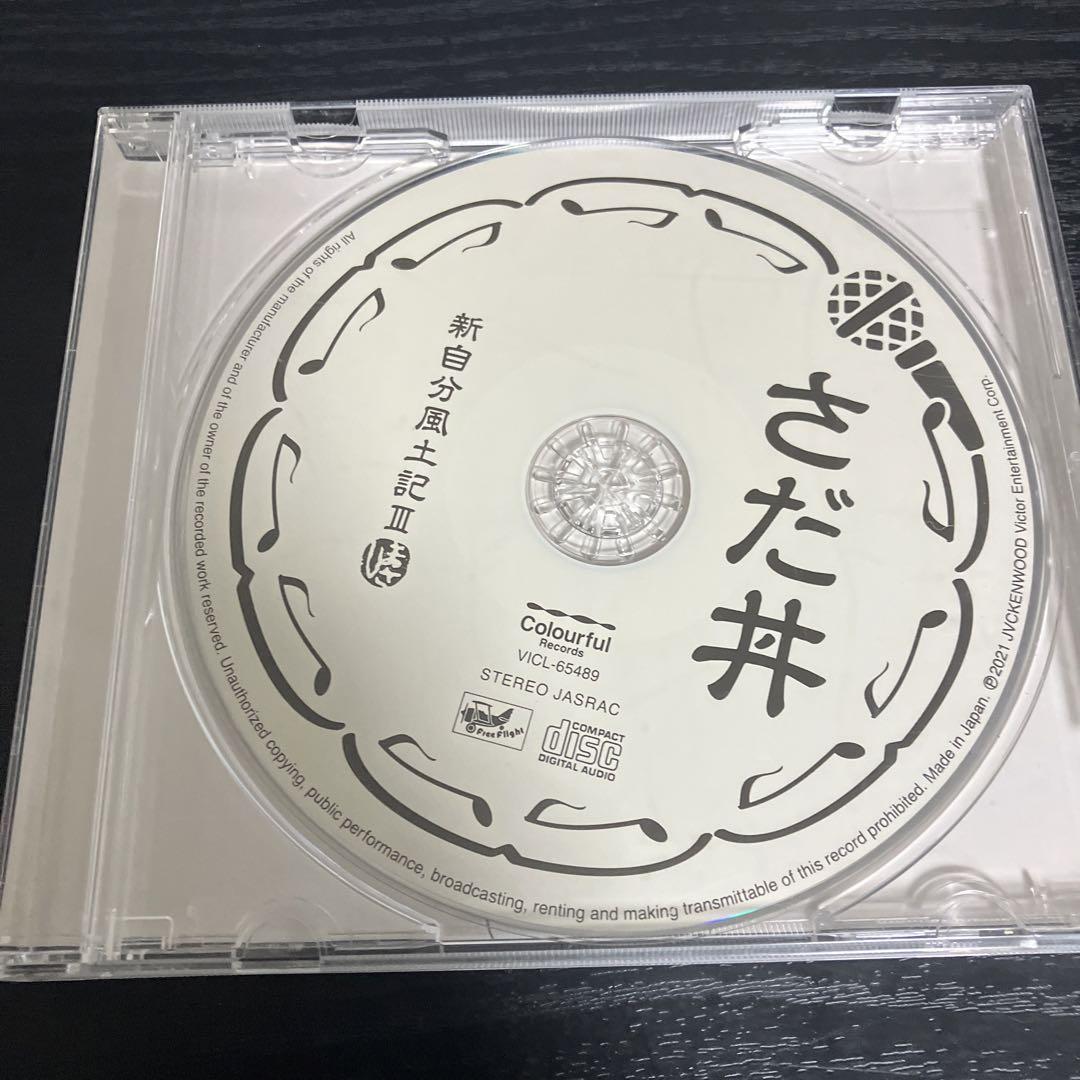 さだ丼
新自分風土記Ⅲ
Colourful
Records
VICL-65489
STEREO JASRAC
Free Flight
COMPACT
disc
DIGITAL AUDIO
All rights of the manufacturer and of the owner of the recorded work reserved. Unauthorized copying, public performance, broadcasting, renting and making transmittable of this record prohibited. Made in Japan. ℗2021 JVCKENWOOD Victor Entertainment Corp.